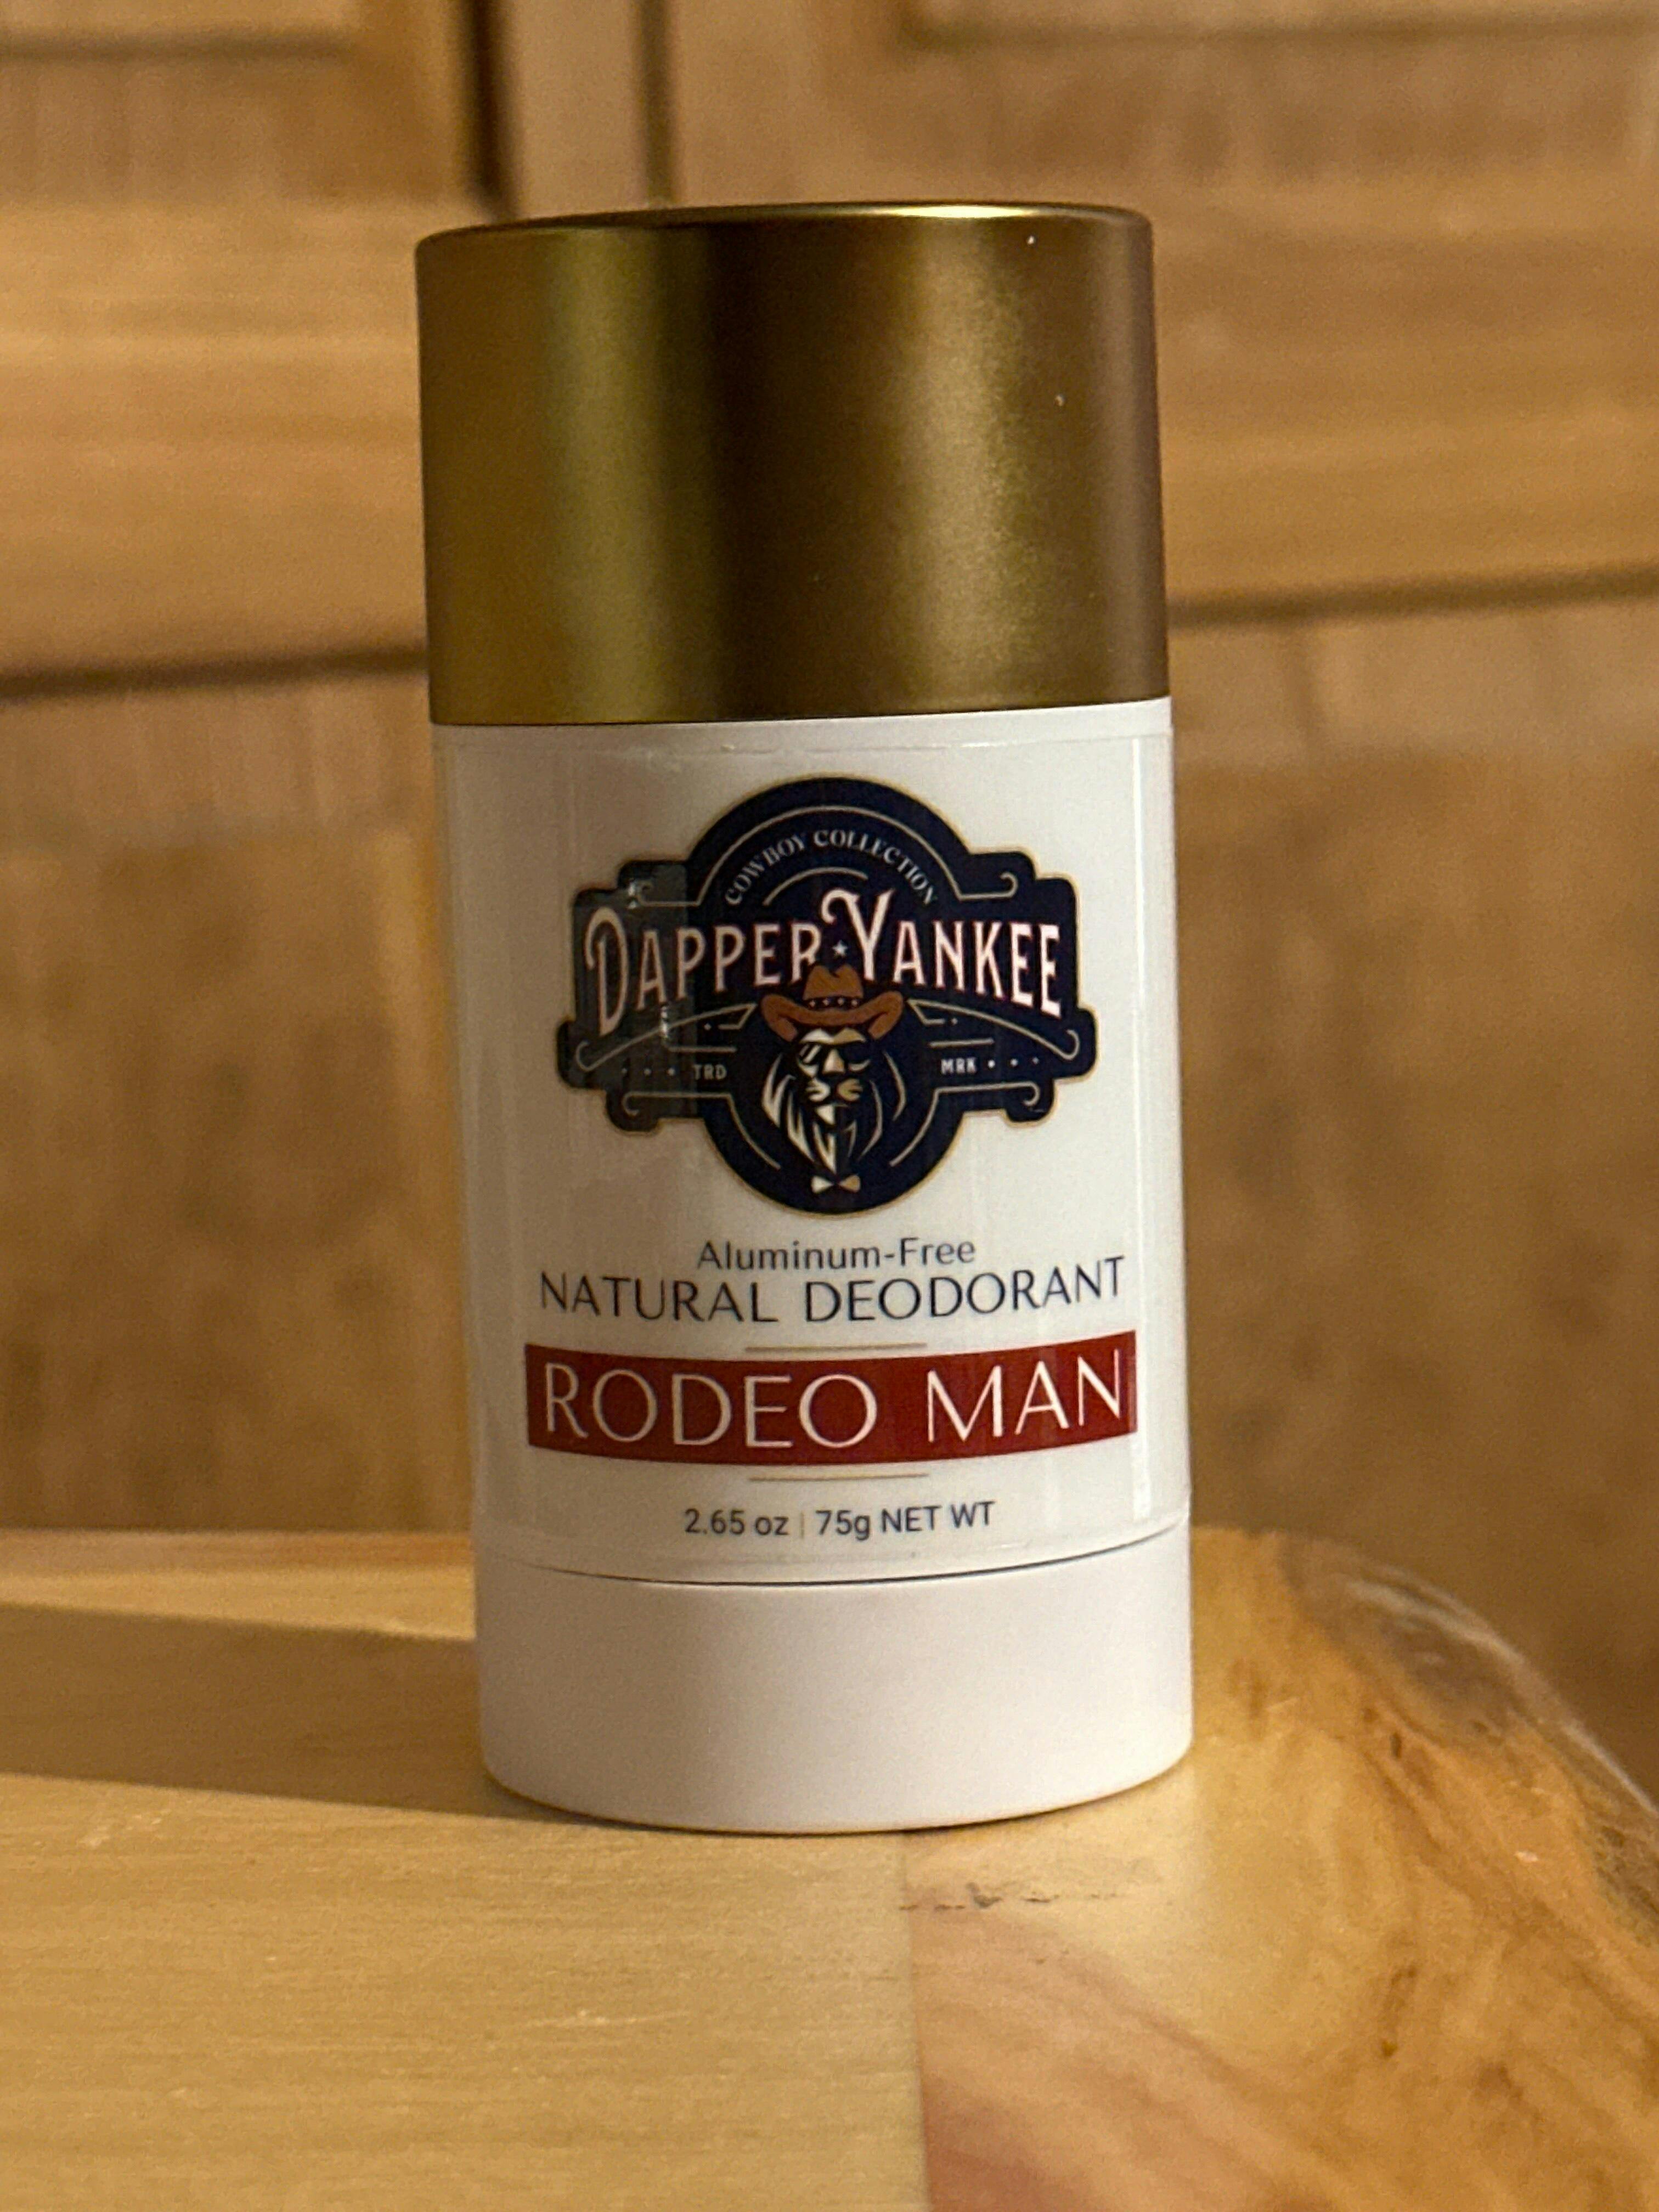 COWBOY COLLECTION
DAPPER YANKEE
TRD MRK
Aluminum-Free
NATURAL DEODORANT
RODEO MAN
2.65 oz | 75g NET WT